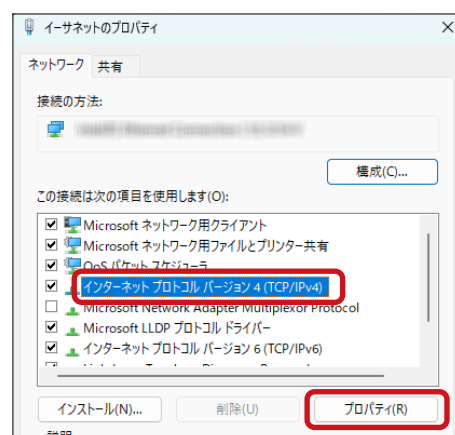 イーサネットのプロパティ
ネットワーク 共有
接続の方法:
構成(C)...
この接続は次の項目を使用します(O):
Microsoft ネットワーク用クライアント
Microsoft ネットワーク用ファイルとプリンター共有
QoS パケット スケジューラ
インターネット プロトコル バージョン 4 (TCP/IPv4)
Microsoft Network Adapter Multiplexor Protocol
Microsoft LLDP プロトコル ドライバー
インターネット プロトコル バージョン 6 (TCP/IPv6)
インストール(N)... 削除(U) プロパティ(R)